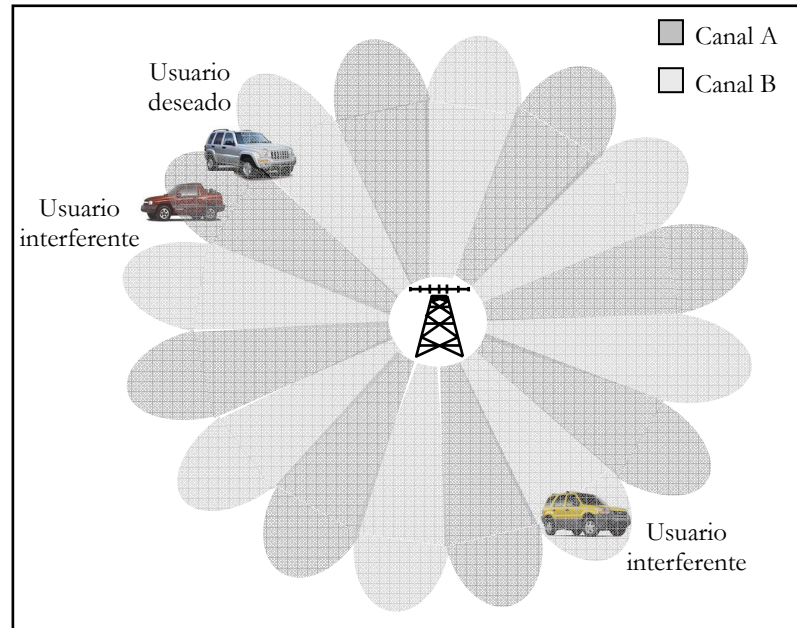 Canal A
Canal B
Usuario
deseado
Usuario
interferente
Usuario
interferente